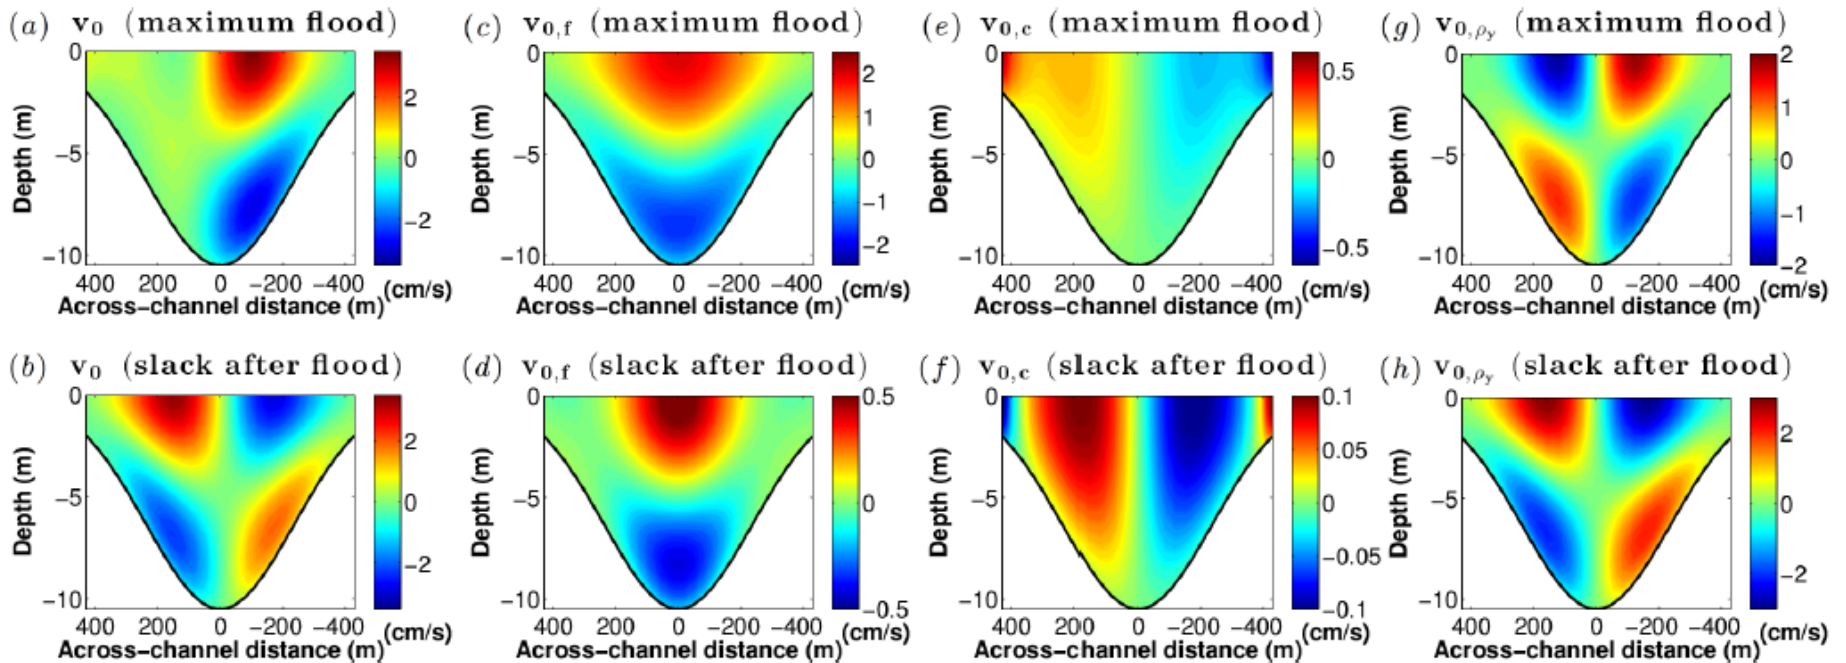 (a) v0 (maximum flood)
0
−5
−10
Depth (m)
400 200 0 −200 −400
Across−channel distance (m)
2
0
−2
(cm/s)
(c) v0,f (maximum flood)
0
−5
−10
Depth (m)
400 200 0 −200 −400
Across−channel distance (m)
2
1
0
−1
−2
(cm/s)
(e) v0,c (maximum flood)
0
−5
−10
Depth (m)
400 200 0 −200 −400
Across−channel distance (m)
0.5
0
−0.5
(cm/s)
(g) v0,ρy (maximum flood)
0
−5
−10
Depth (m)
400 200 0 −200 −400
Across−channel distance (m)
2
1
0
−1
−2
(cm/s)
(b) v0 (slack after flood)
0
−5
−10
Depth (m)
400 200 0 −200 −400
Across−channel distance (m)
2
0
−2
(cm/s)
(d) v0,f (slack after flood)
0
−5
−10
Depth (m)
400 200 0 −200 −400
Across−channel distance (m)
0.5
0
−0.5
(cm/s)
(f) v0,c (slack after flood)
0
−5
−10
Depth (m)
400 200 0 −200 −400
Across−channel distance (m)
0.1
0.05
0
−0.05
−0.1
(cm/s)
(h) v0,ρy (slack after flood)
0
−5
−10
Depth (m)
400 200 0 −200 −400
Across−channel distance (m)
2
0
−2
(cm/s)